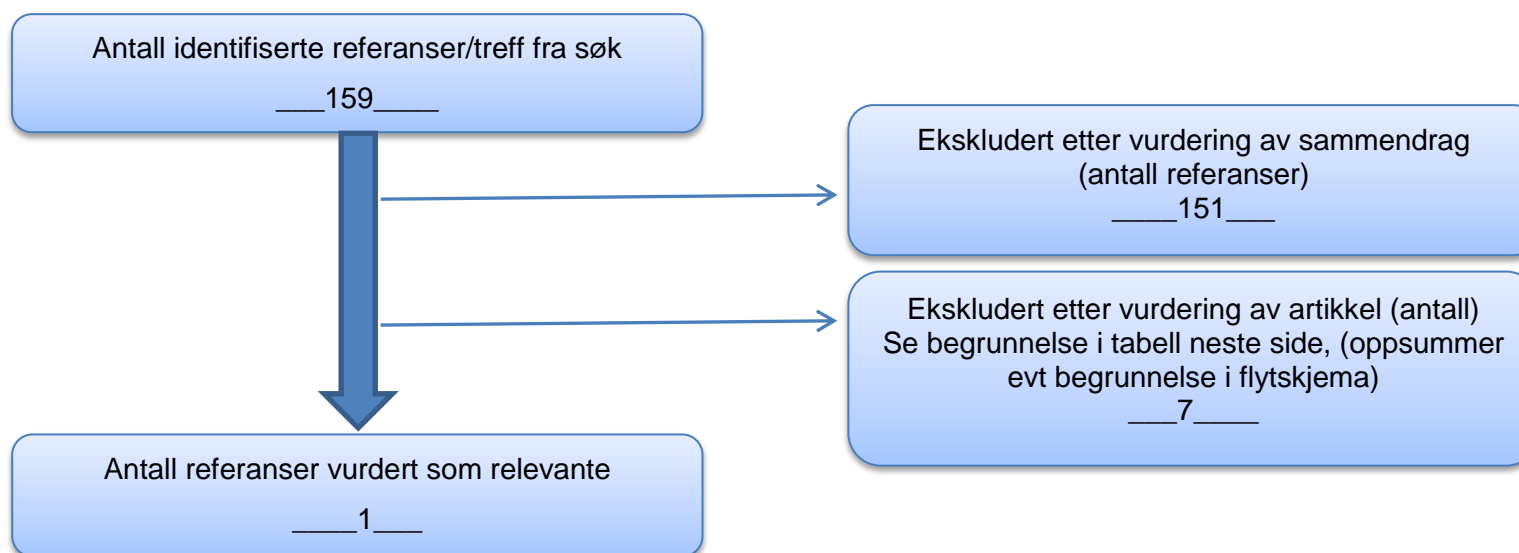 Antall identifiserte referanser/treff fra søk
___159____
Ekskludert etter vurdering av sammendrag
(antall referanser)
____151___
Ekskludert etter vurdering av artikkel (antall)
Se begrunnelse i tabell neste side, (oppsummer
evt begrunnelse i flytskjema)
___7____
Antall referanser vurdert som relevante
____1___